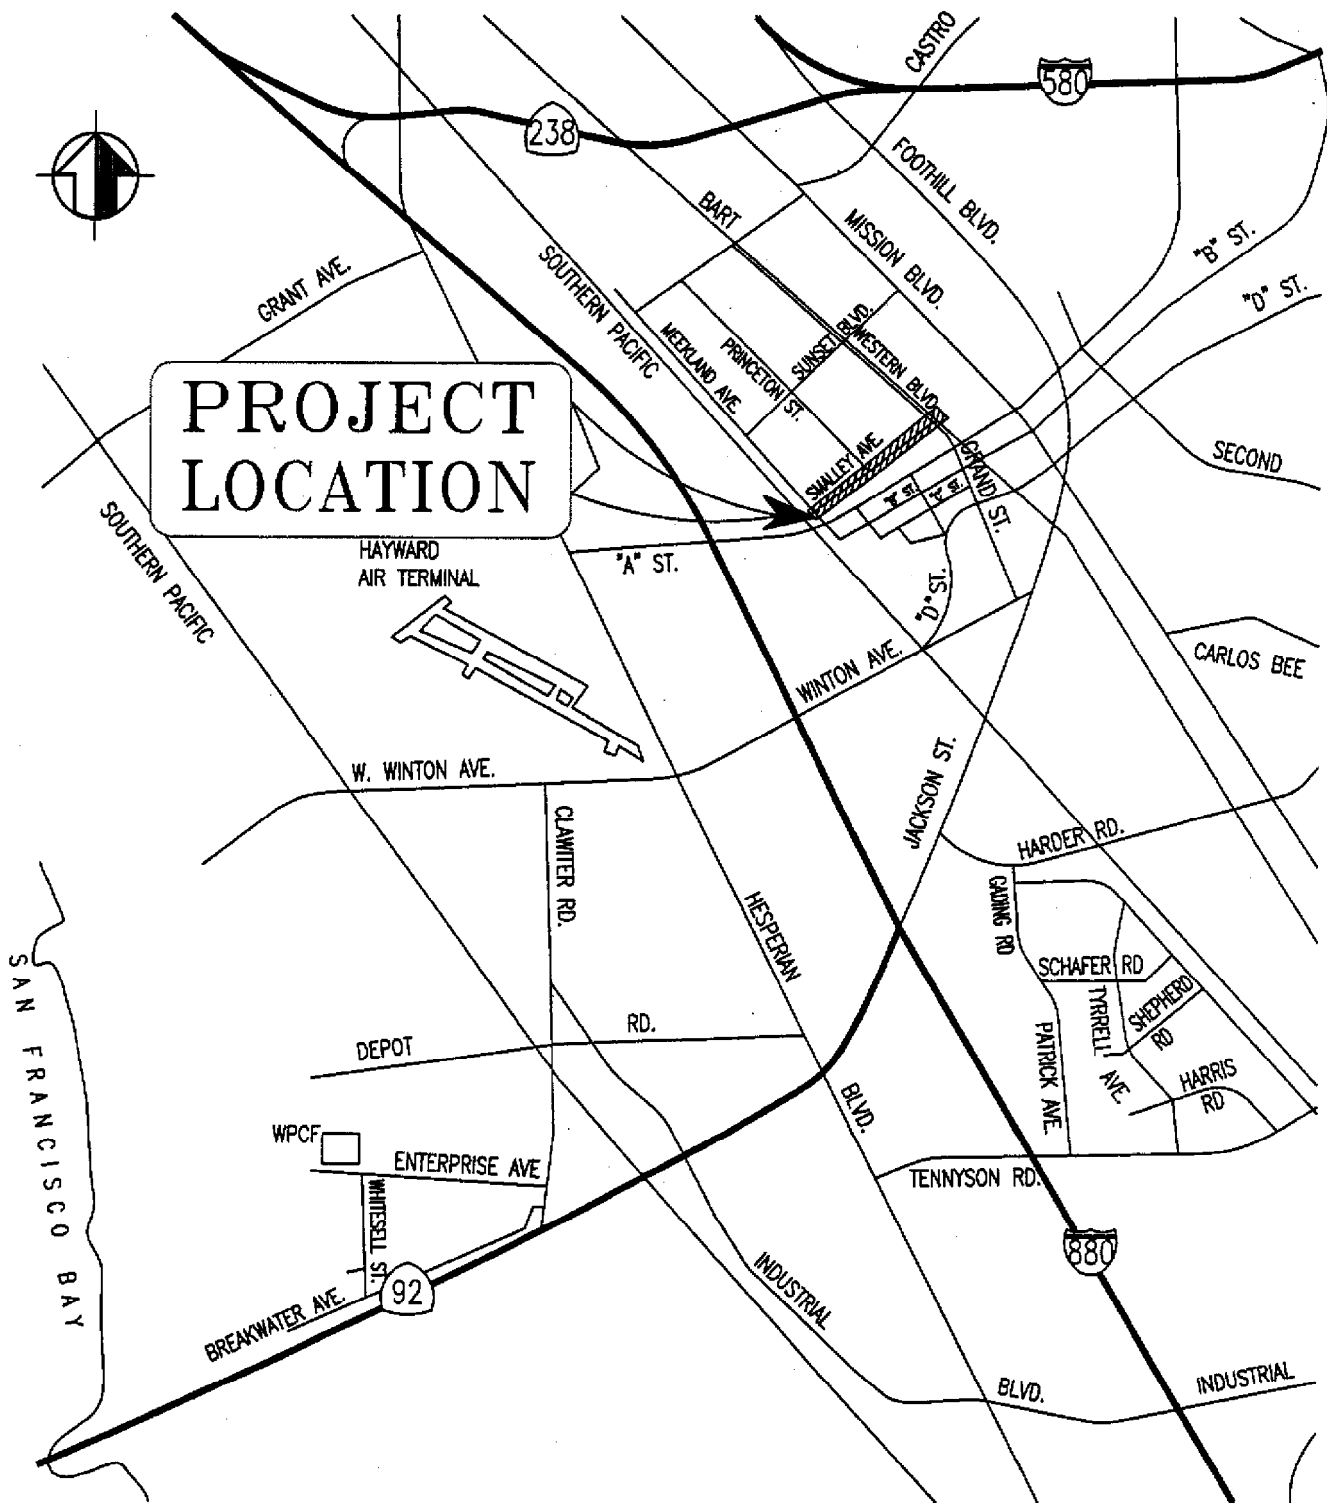 CASTRO
580
238
FOOTHILL BLVD.
BART
MISSION BLVD.
"B" ST.
"D" ST.
GRANT AVE.
SOUTHERN PACIFIC
MEEKLAND AVE.
PRINCETON ST.
SUNSET BLVD.
WESTERN BLVD.
PROJECT
LOCATION
SMALLEY AVE.
GRAND ST.
"B" ST.
"C" ST.
SECOND
SOUTHERN PACIFIC
HAYWARD
AIR TERMINAL
"A" ST.
"D" ST.
CARLOS BEE
WINTON AVE.
W. WINTON AVE.
JACKSON ST.
CLAWITER RD.
HARDER RD.
GADING RD
HESPERIAN
BLVD.
SCHAFER RD
TYRRELL AVE.
SHEPHERD
RD
PATRICK AVE.
HARRIS
RD
SAN FRANCISCO BAY
DEPOT
RD.
WPCF
ENTERPRISE AVE
WHITESELL ST.
TENNYSON RD.
880
92
BREAKWATER AVE.
INDUSTRIAL
BLVD.
INDUSTRIAL